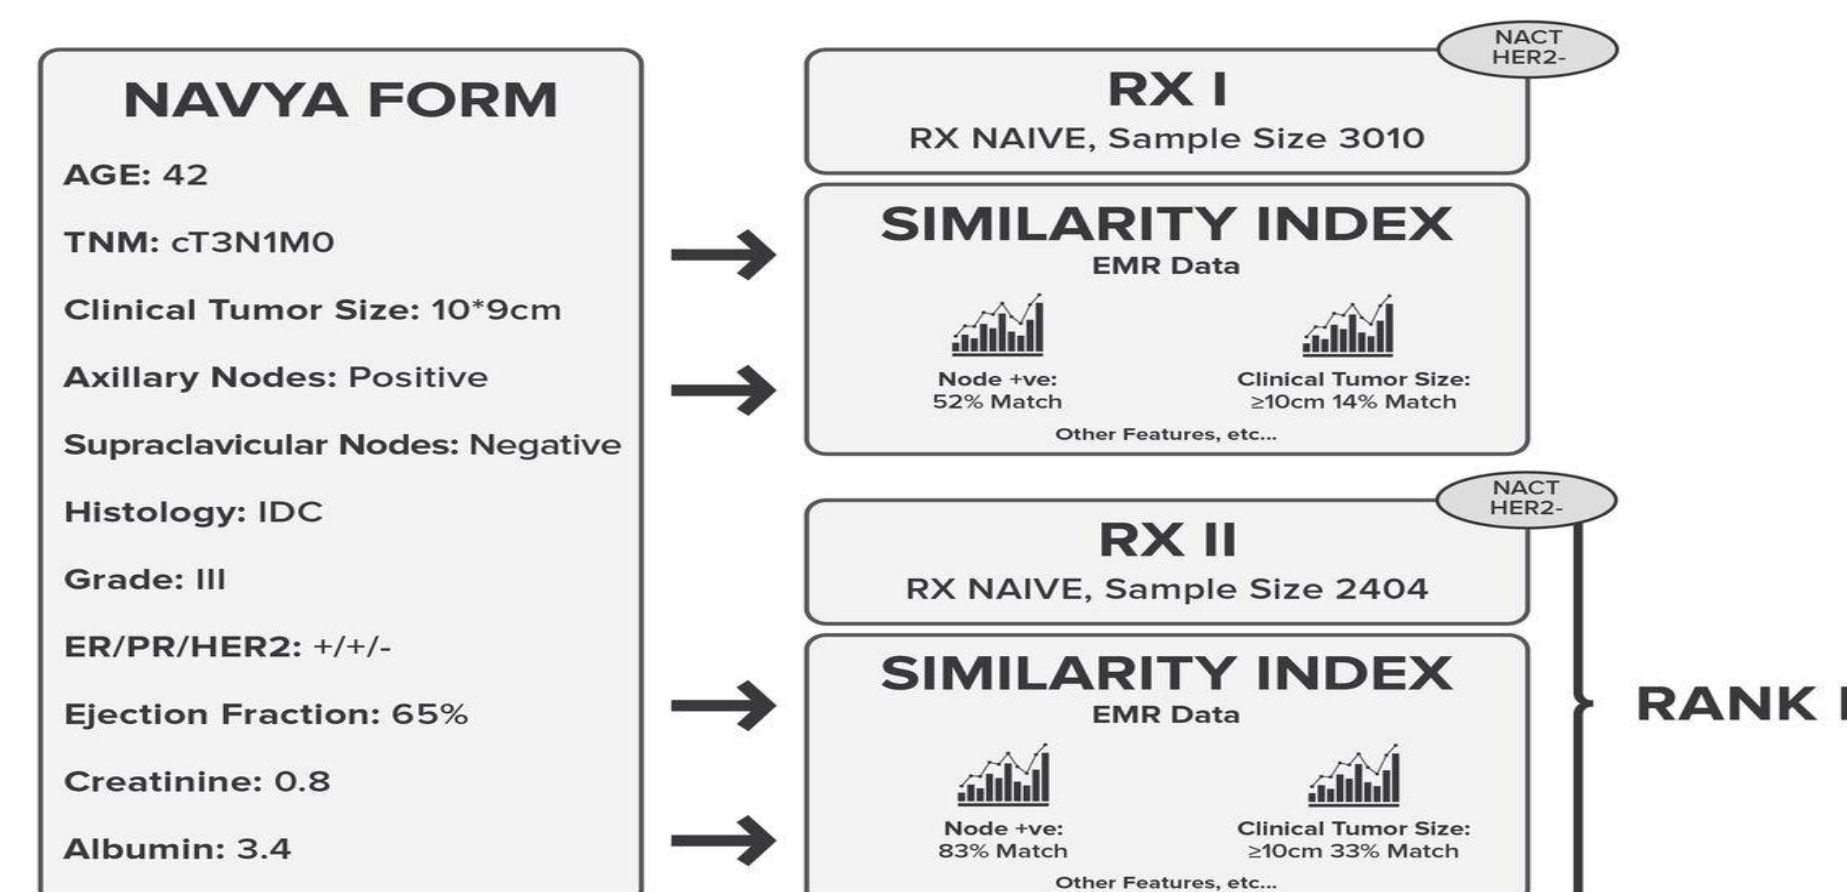 NAVYA FORM
AGE: 42
TNM: cT3N1M0
Clinical Tumor Size: 10*9cm
Axillary Nodes: Positive
Supraclavicular Nodes: Negative
Histology: IDC
Grade: III
ER/PR/HER2: +/+/-
Ejection Fraction: 65%
Creatinine: 0.8
Albumin: 3.4
NACT
HER2-
RX I
RX NAIVE, Sample Size 3010
SIMILARITY INDEX
EMR Data
Node +ve:
52% Match
Clinical Tumor Size:
≥10cm 14% Match
Other Features, etc...
NACT
HER2-
RX II
RX NAIVE, Sample Size 2404
SIMILARITY INDEX
EMR Data
Node +ve:
83% Match
Clinical Tumor Size:
≥10cm 33% Match
Other Features, etc...
RANK